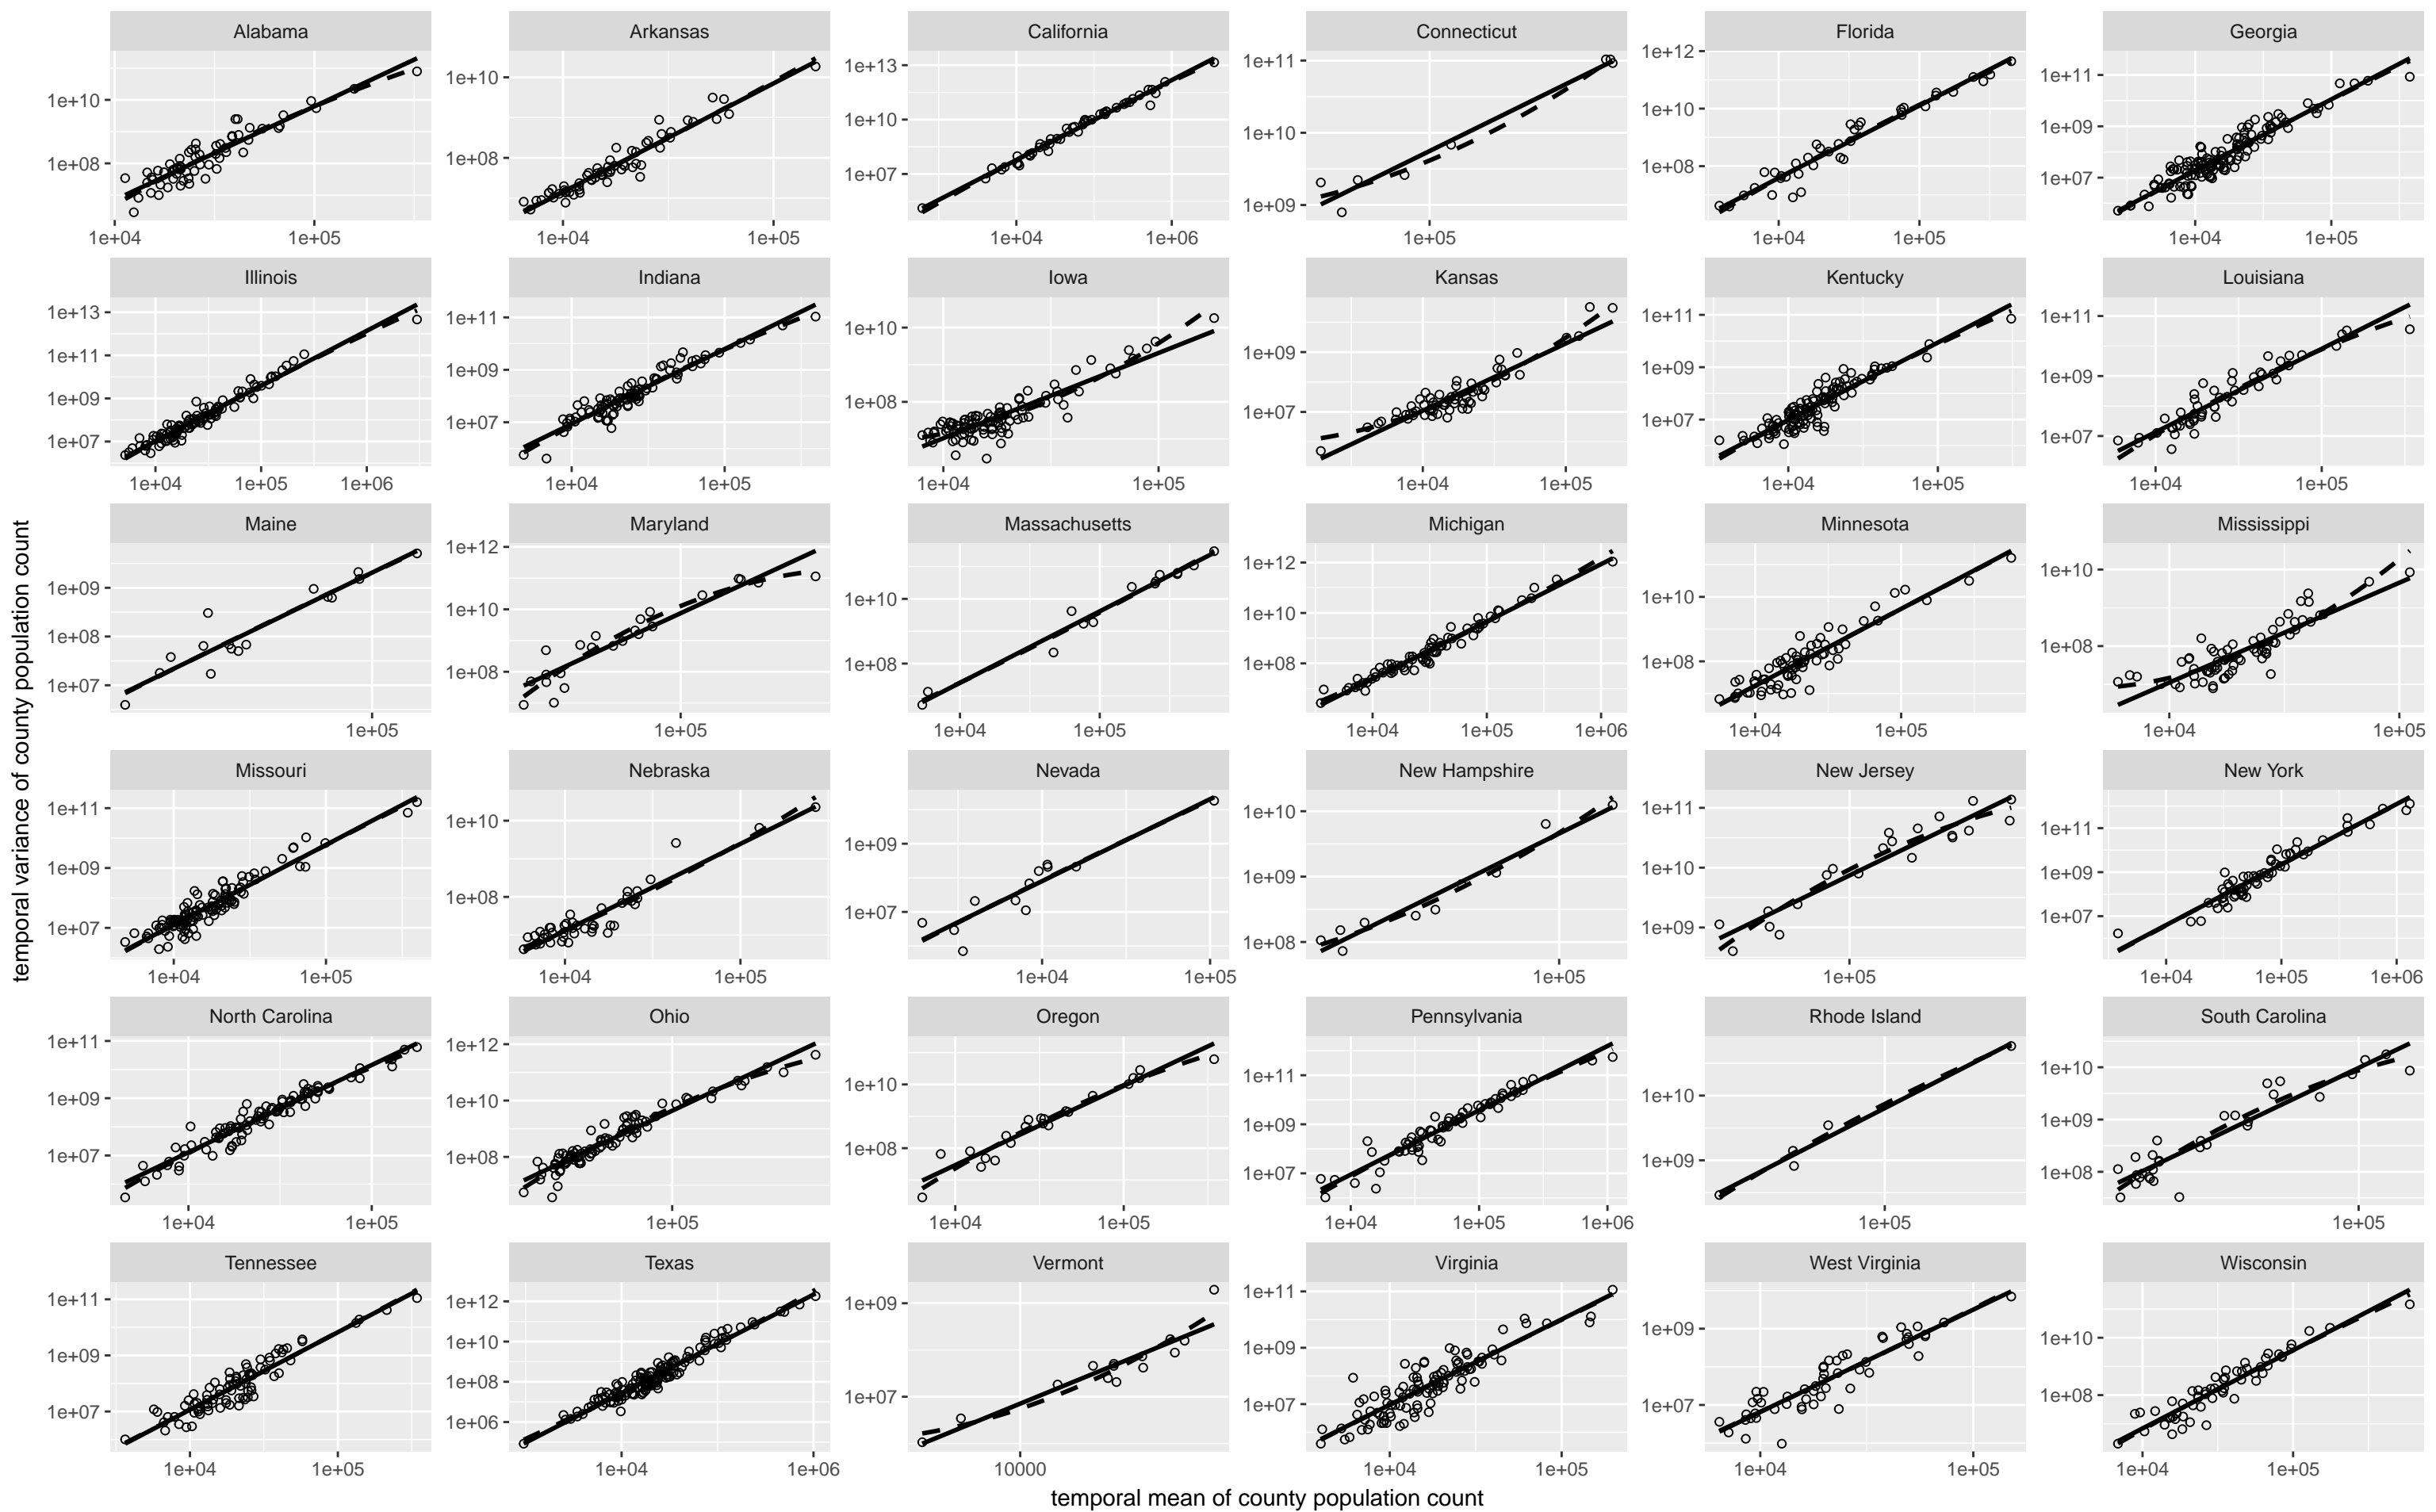 temporal variance of county population count
Alabama Arkansas California Connecticut Florida Georgia
1e+10 1e+08 1e+10 1e+08 1e+13 1e+10 1e+07 1e+11 1e+10 1e+09 1e+12 1e+10 1e+08 1e+11 1e+09 1e+07
1e+04 1e+05 1e+04 1e+05 1e+04 1e+06 1e+05 1e+04 1e+05 1e+04 1e+05
Illinois Indiana Iowa Kansas Kentucky Louisiana
1e+13 1e+11 1e+09 1e+07 1e+11 1e+09 1e+07 1e+10 1e+08 1e+09 1e+07 1e+11 1e+09 1e+07 1e+11 1e+09 1e+07
1e+04 1e+05 1e+06 1e+04 1e+05 1e+04 1e+05 1e+04 1e+05 1e+04 1e+05 1e+04 1e+05
Maine Maryland Massachusetts Michigan Minnesota Mississippi
1e+09 1e+08 1e+07 1e+12 1e+10 1e+08 1e+10 1e+08 1e+12 1e+10 1e+08 1e+10 1e+08 1e+10 1e+08
1e+05 1e+05 1e+04 1e+05 1e+04 1e+05 1e+06 1e+04 1e+05 1e+04 1e+05
Missouri Nebraska Nevada New Hampshire New Jersey New York
1e+11 1e+09 1e+07 1e+10 1e+08 1e+09 1e+07 1e+10 1e+09 1e+08 1e+11 1e+10 1e+09 1e+11 1e+09 1e+07
1e+04 1e+05 1e+04 1e+05 1e+04 1e+05 1e+05 1e+05 1e+04 1e+05 1e+06
North Carolina Ohio Oregon Pennsylvania Rhode Island South Carolina
1e+11 1e+09 1e+07 1e+12 1e+10 1e+08 1e+10 1e+08 1e+11 1e+09 1e+07 1e+10 1e+09 1e+10 1e+09 1e+08
1e+04 1e+05 1e+05 1e+04 1e+05 1e+04 1e+05 1e+06 1e+05 1e+05
Tennessee Texas Vermont Virginia West Virginia Wisconsin
1e+11 1e+09 1e+07 1e+12 1e+10 1e+08 1e+06 1e+09 1e+07 1e+11 1e+09 1e+07 1e+09 1e+07 1e+10 1e+08
1e+04 1e+05 1e+04 1e+06 10000 1e+04 1e+05 1e+04 1e+05 1e+04 1e+05
temporal mean of county population count